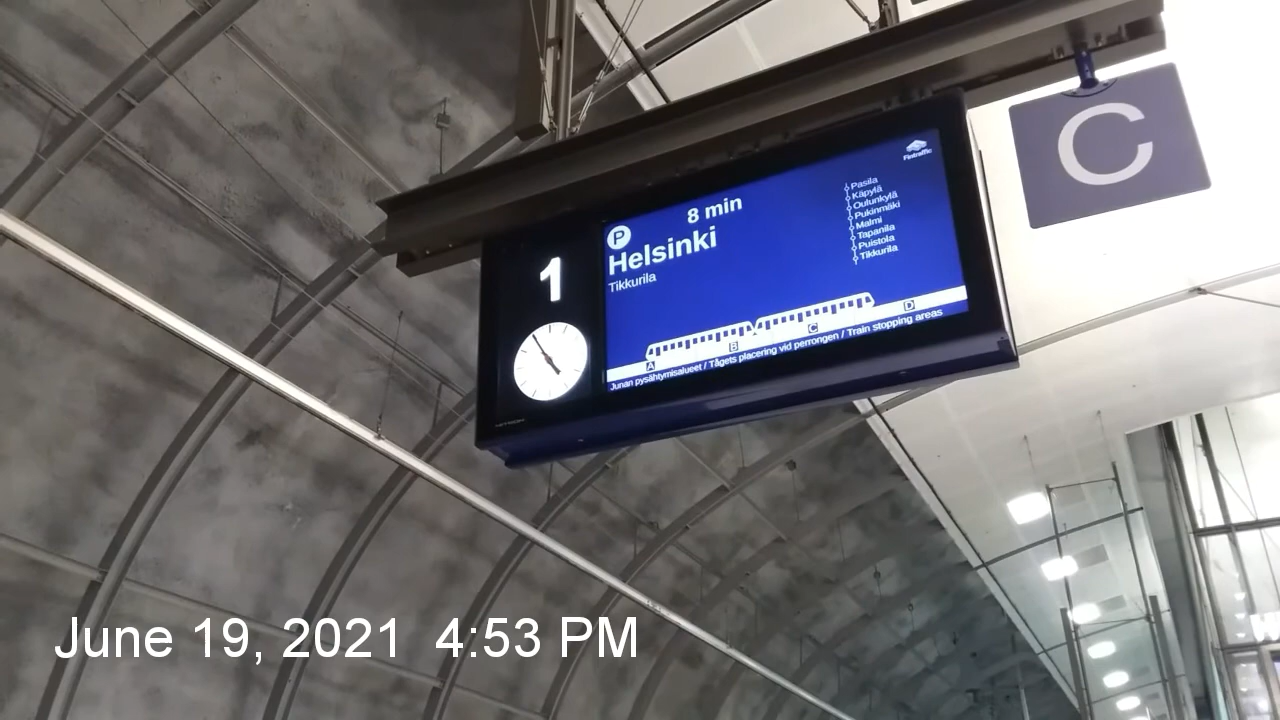 C
Fintraffic
8 min
P
Helsinki
Tikkurila
Pasila
Käpylä
Oulunkylä
Pukinmäki
Malmi
Tapanila
Puistola
Tikkurila
1
A B C D
Junan pysähtymisalueet / Tågets placering vid perrongen / Train stopping areas
June 19, 2021 4:53 PM